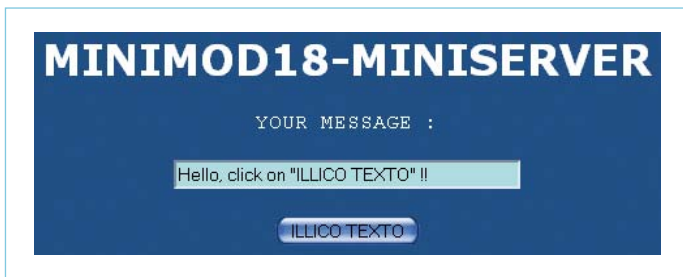 MINIMOD18-MINISERVER
YOUR MESSAGE :
Hello, click on "ILLICO TEXTO" !!
ILLICO TEXTO